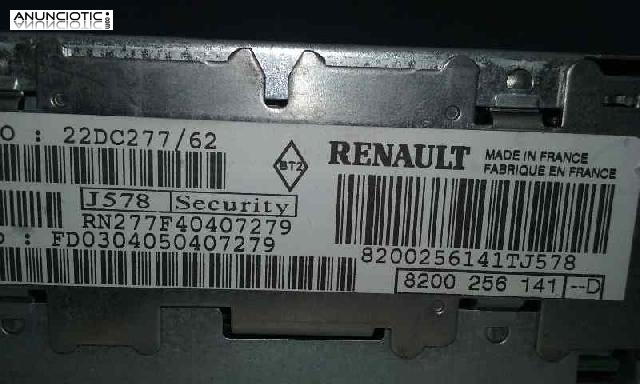 ANUNCIOTIC.es
O : 22DC277/62
BT2
RENAULT
MADE IN FRANCE
FABRIQUE EN FRANCE
J578 Security
RN277F40407279
: FD0304050407279
8200256141TJ578
8200 256 141 --D